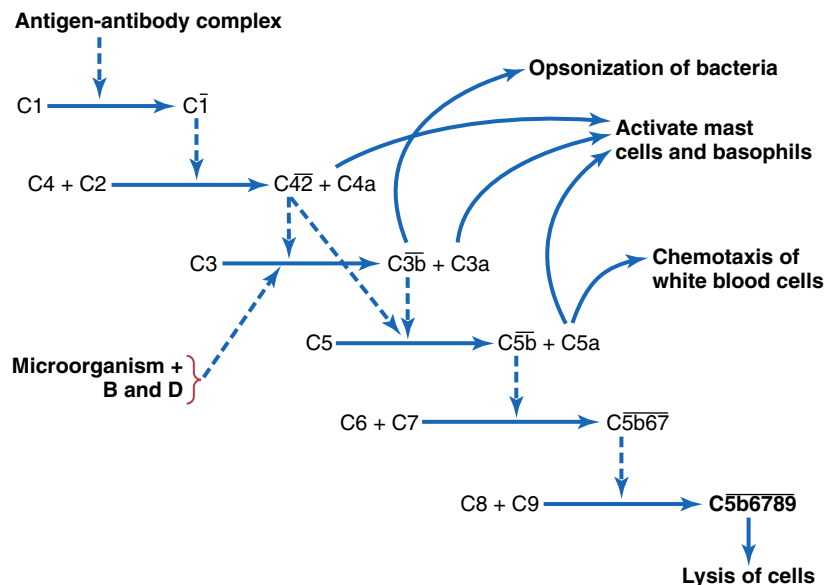 Antigen-antibody complex
Opsonization of bacteria
C1 C1̅
Activate mast
cells and basophils
C4 + C2 C4̅2̅ + C4a
C3 C3̅b̅ + C3a
Chemotaxis of
white blood cells
C5 C5̅b̅ + C5a
Microorganism +
B and D
C6 + C7 C5̅b̅6̅7̅
C8 + C9 C5̅b̅6̅7̅8̅9̅
Lysis of cells